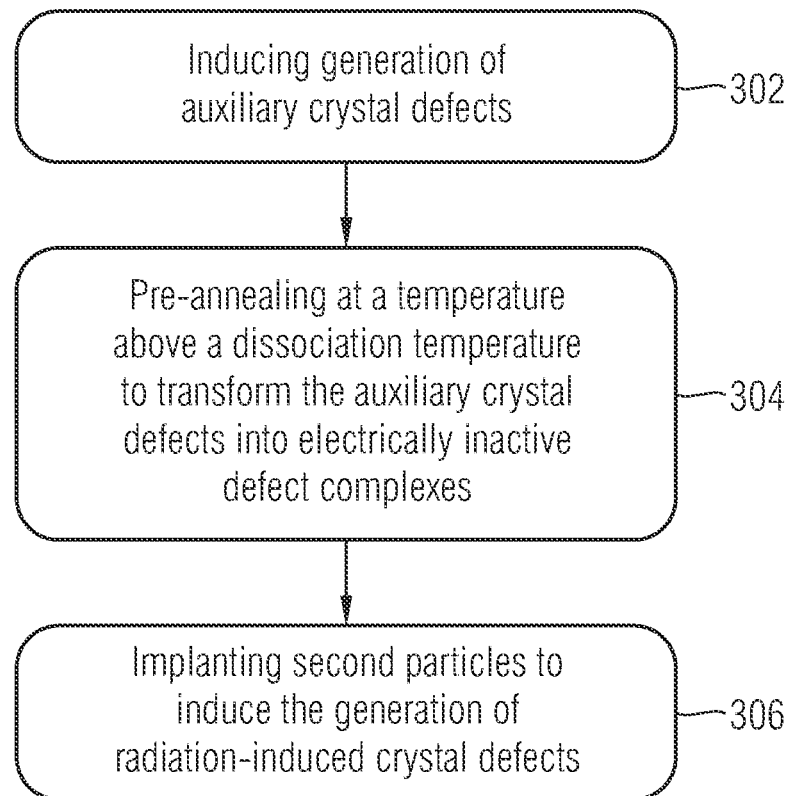 Inducing generation of
auxiliary crystal defects
302
Pre-annealing at a temperature
above a dissociation temperature
to transform the auxiliary crystal
defects into electrically inactive
defect complexes
304
Implanting second particles to
induce the generation of
radiation-induced crystal defects
306